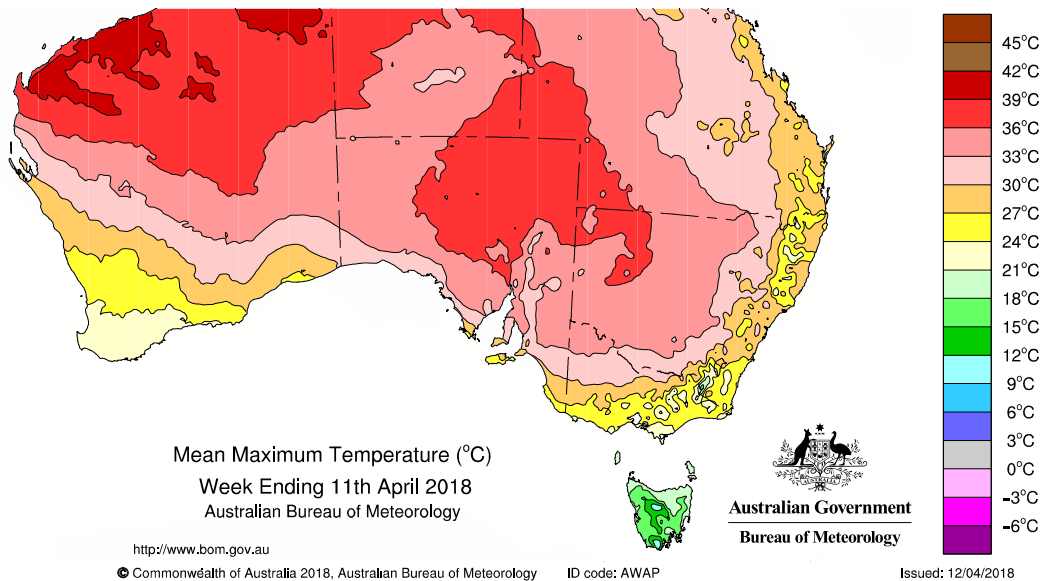 45°C
42°C
39°C
36°C
33°C
30°C
27°C
24°C
21°C
18°C
15°C
12°C
9°C
6°C
3°C
0°C
-3°C
-6°C
Mean Maximum Temperature (°C)
Week Ending 11th April 2018
Australian Bureau of Meteorology
AUSTRALIA
Australian Government
Bureau of Meteorology
http://www.bom.gov.au
© Commonwealth of Australia 2018, Australian Bureau of Meteorology
ID code: AWAP
Issued: 12/04/2018